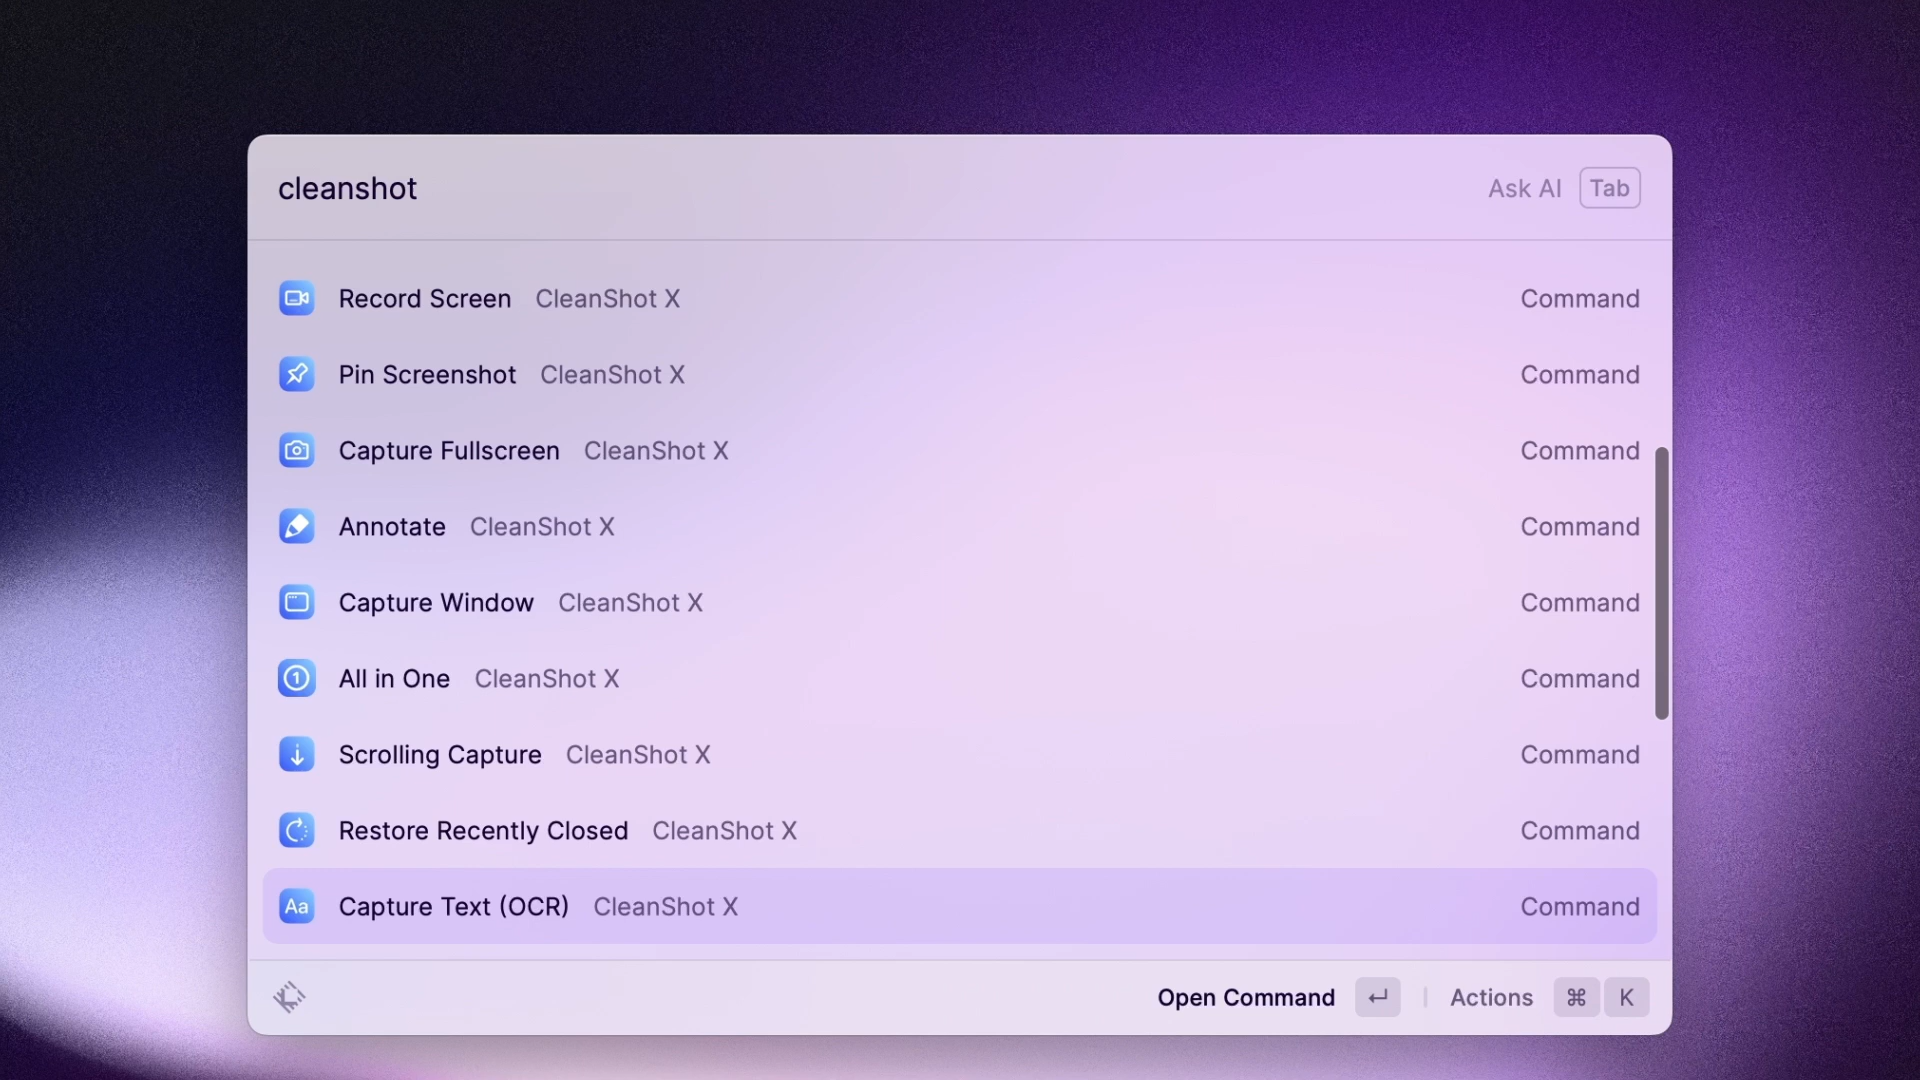 cleanshot Ask AI Tab
Record Screen CleanShot X Command
Pin Screenshot CleanShot X Command
Capture Fullscreen CleanShot X Command
Annotate CleanShot X Command
Capture Window CleanShot X Command
1 All in One CleanShot X Command
Scrolling Capture CleanShot X Command
Restore Recently Closed CleanShot X Command
Aa Capture Text (OCR) CleanShot X Command
Open Command ↵ Actions ⌘ K